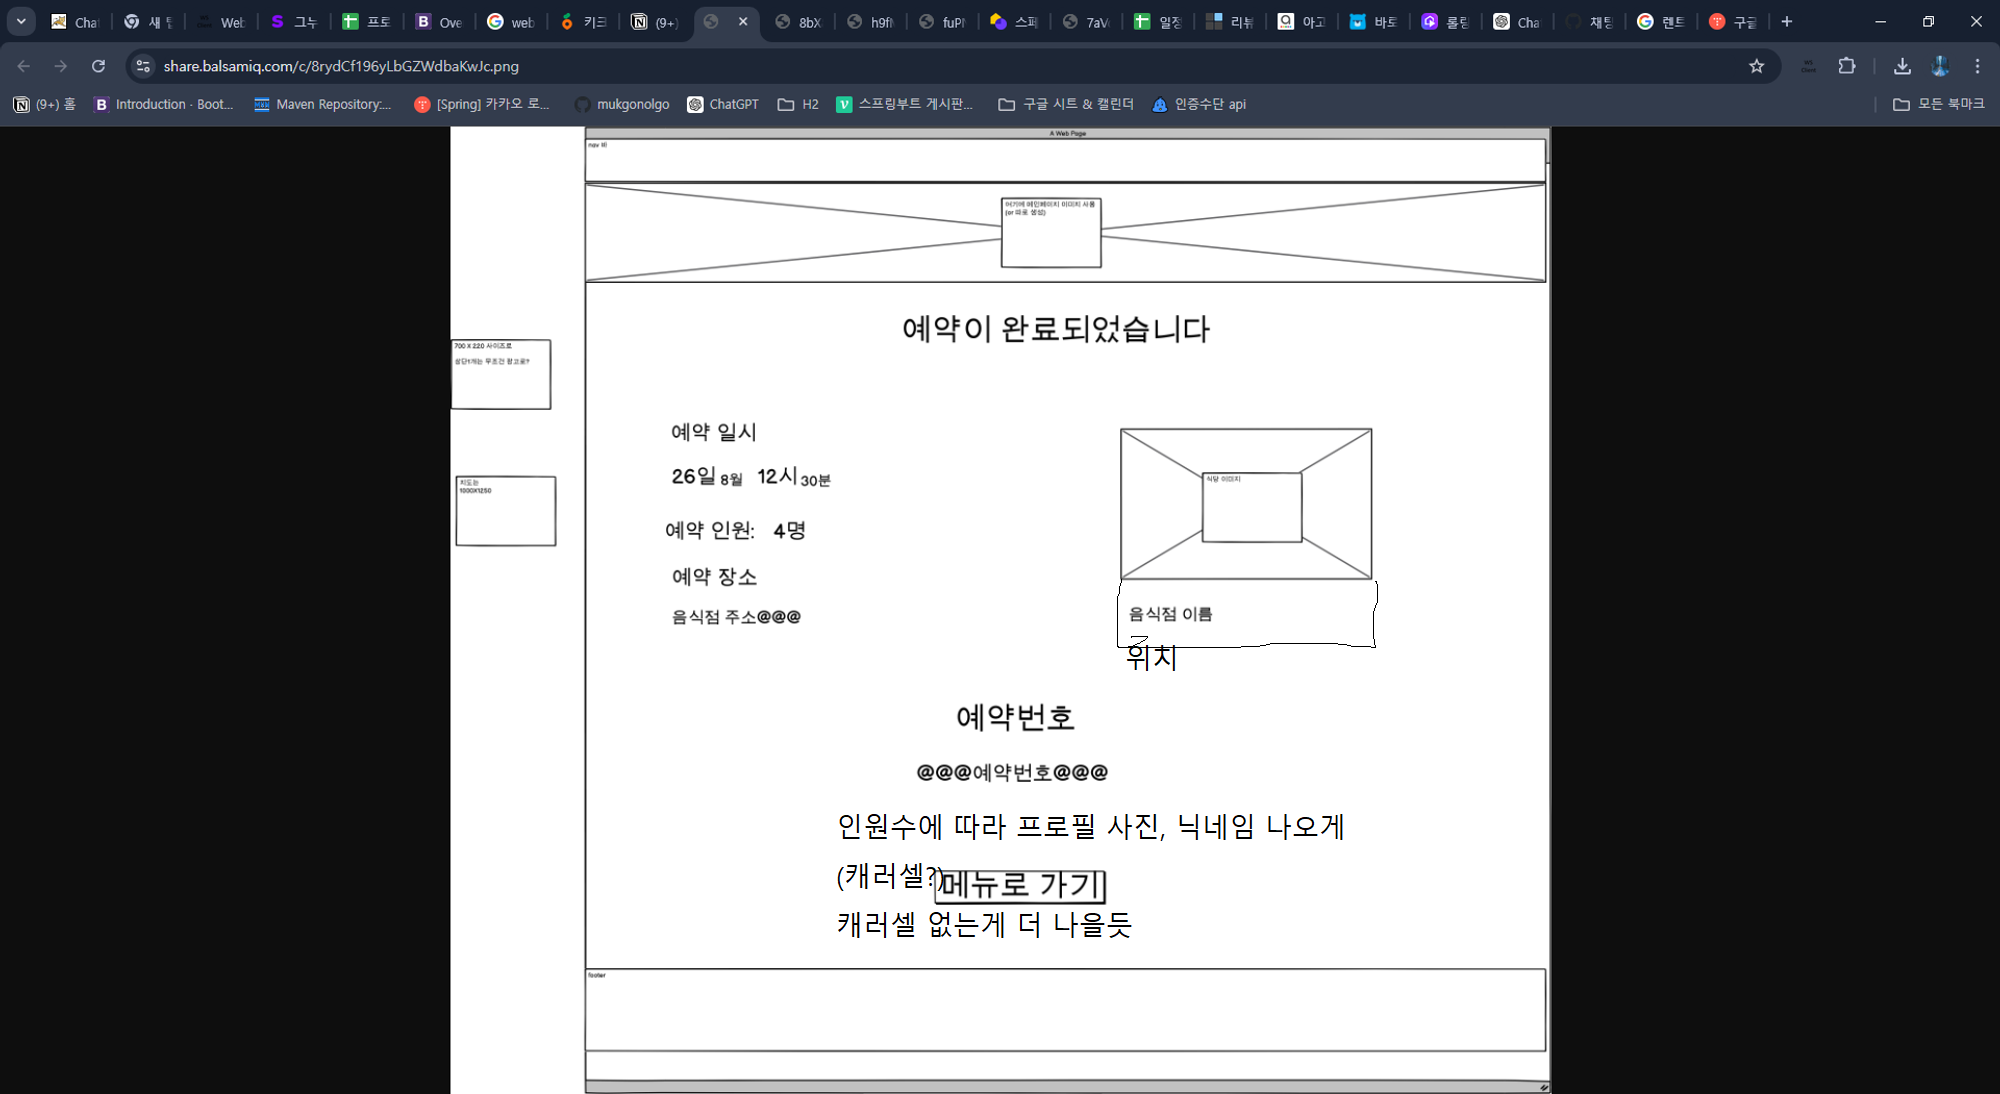 Chat
새 탭
Web
그누
프로
Ove
web
키크
(9+)
8bX
h9fN
fuPl
스페
7aV
일정
리뷰
아고
바로
롤링
Cha
채팅
렌트
구글
share.balsamiq.com/c/8rydCf196yLbGZWdbaKwJc.png
(9+) 홈
Introduction · Boot...
Maven Repository:...
[Spring] 카카오 로...
mukgonolgo
ChatGPT
H2
스프링부트 게시판...
구글 시트 & 캘린더
인증수단 api
모든 북마크
A Web Page
nav 바
여기에 메인페이지 이미지 사용
(or 따로 생성)
예약이 완료되었습니다
700 X 220 사이즈로
상단1개는 무조건 광고로?
지도는
1000X1250
예약 일시
26일 8월 12시 30분
예약 인원: 4명
예약 장소
음식점 주소@@@
식당 이미지
음식점 이름
위치
예약번호
@@@예약번호@@@
인원수에 따라 프로필 사진, 닉네임 나오게
(캐러셀?)
메뉴로 가기
캐러셀 없는게 더 나을듯
footer